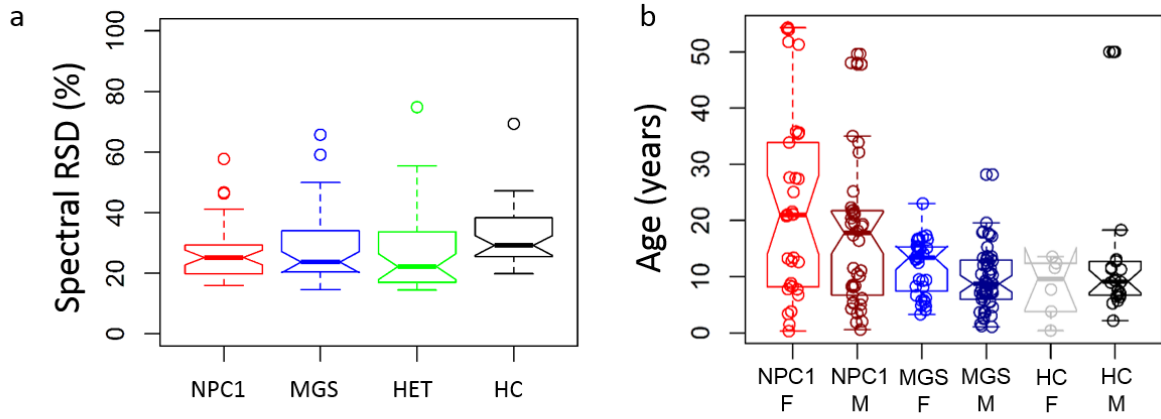 a
Spectral RSD (%)
100
80
60
40
20
0
NPC1 MGS HET HC
b
Age (years)
50
40
30
20
10
0
NPC1 NPC1 MGS MGS HC HC
F M F M F M